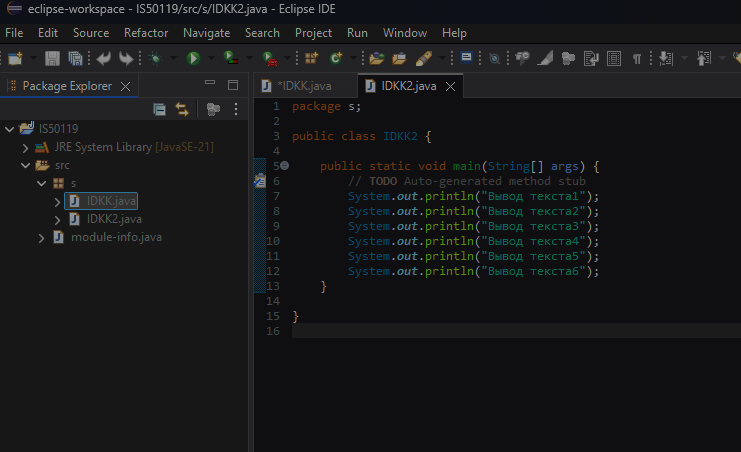 eclipse-workspace - IS50119/src/s/IDKK2.java - Eclipse IDE
File Edit Source Refactor Navigate Search Project Run Window Help
Package Explorer
IS50119
JRE System Library [JavaSE-21]
src
s
IDKK.java
IDKK2.java
module-info.java
*IDKK.java IDKK2.java
1 package s;
2
3 public class IDKK2 {
4
5 public static void main(String[] args) {
6 // TODO Auto-generated method stub
7 System.out.println("Вывод текста1");
8 System.out.println("Вывод текста2");
9 System.out.println("Вывод текста3");
10 System.out.println("Вывод текста4");
11 System.out.println("Вывод текста5");
12 System.out.println("Вывод текста6");
13 }
14
15 }
16